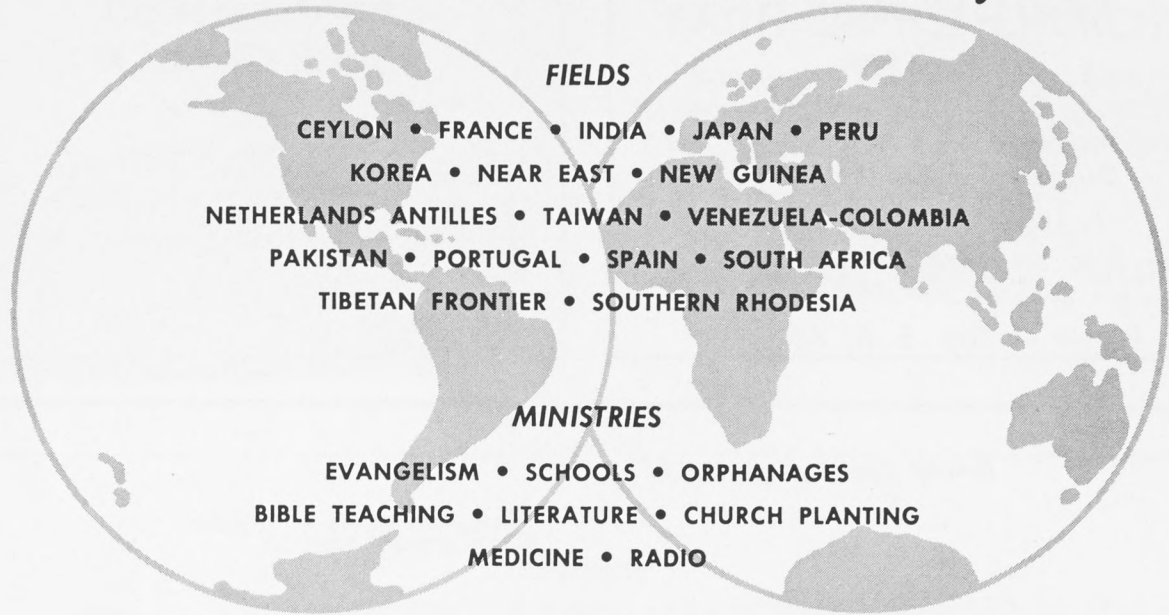 FIELDS
CEYLON • FRANCE • INDIA • JAPAN • PERU
KOREA • NEAR EAST • NEW GUINEA
NETHERLANDS ANTILLES • TAIWAN • VENEZUELA-COLOMBIA
PAKISTAN • PORTUGAL • SPAIN • SOUTH AFRICA
TIBETAN FRONTIER • SOUTHERN RHODESIA
MINISTRIES
EVANGELISM • SCHOOLS • ORPHANAGES
BIBLE TEACHING • LITERATURE • CHURCH PLANTING
MEDICINE • RADIO